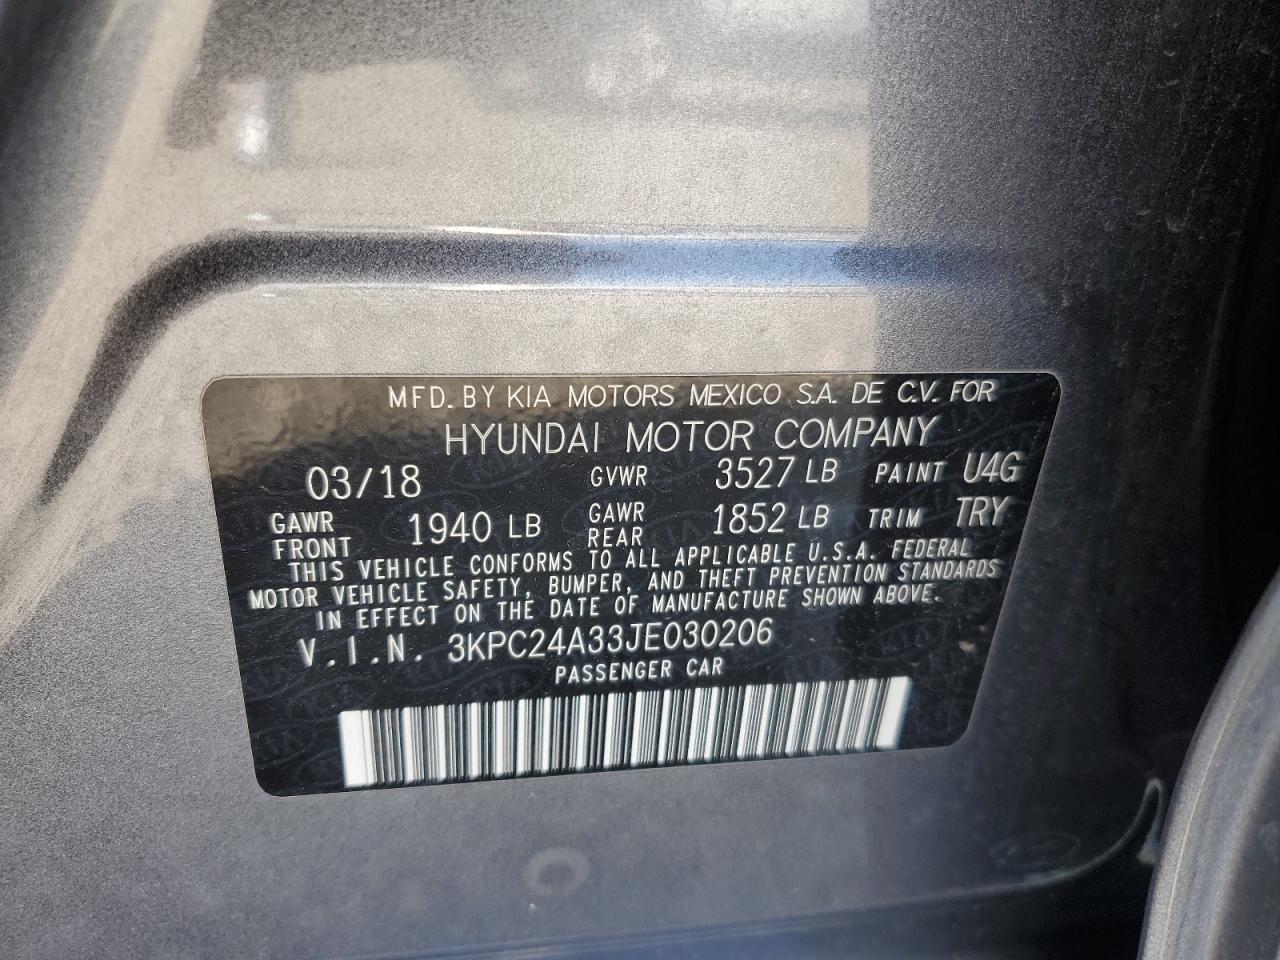 MFD. BY KIA MOTORS MEXICO S.A. DE C.V. FOR
HYUNDAI MOTOR COMPANY
03/18 GVWR 3527 LB PAINT U4G
GAWR FRONT 1940 LB GAWR REAR 1852 LB TRIM TRY
THIS VEHICLE CONFORMS TO ALL APPLICABLE U.S.A. FEDERAL
MOTOR VEHICLE SAFETY, BUMPER, AND THEFT PREVENTION STANDARDS
IN EFFECT ON THE DATE OF MANUFACTURE SHOWN ABOVE.
V.I.N. 3KPC24A33JE030206
PASSENGER CAR